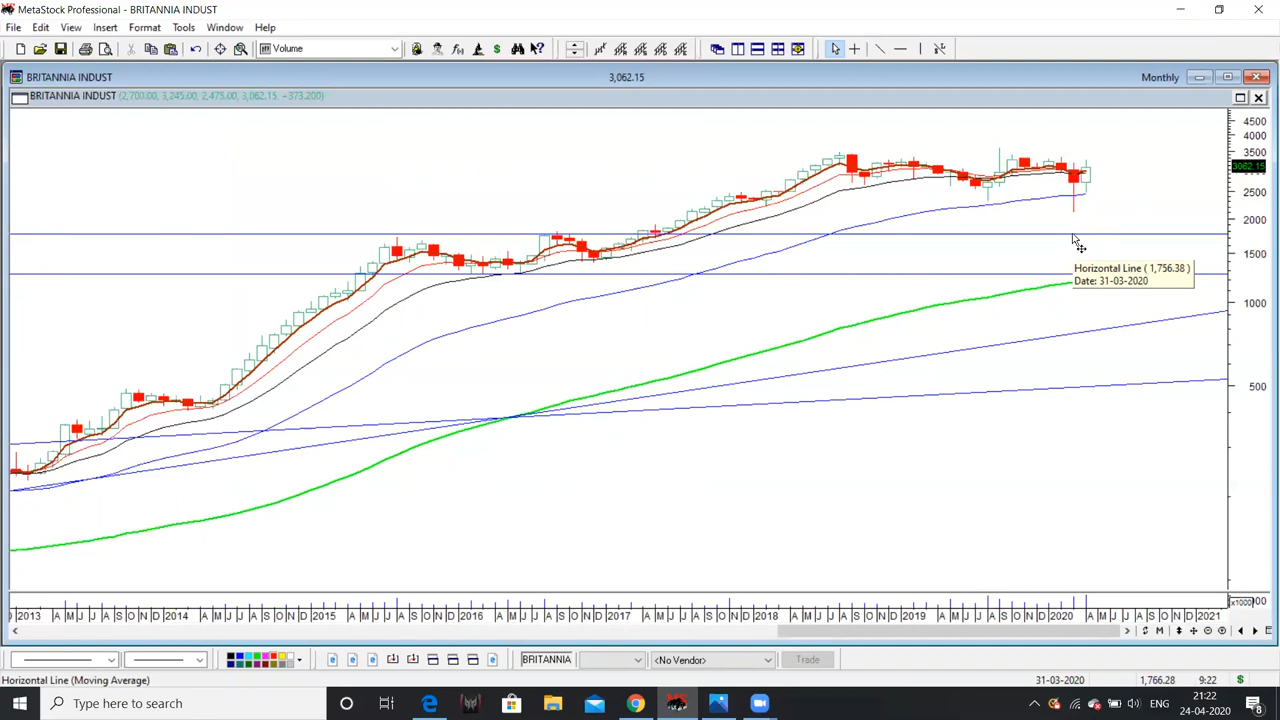 MetaStock Professional - BRITANNIA INDUST
File Edit View Insert Format Tools Window Help
Volume
BRITANNIA INDUST 3,062.15 Monthly
BRITANNIA INDUST (2,700.00, 3,245.00, 2,475.00, 3,062.15, +373.200)
4500
4000
3500
3062.15
2500
2000
1500
Horizontal Line ( 1,756.38 )
Date: 31-03-2020
1000
500
x1000
2013 A M J J A S O N D 2014 A M J J A S O N D 2015 A M J J A S O N D 2016 A M J J A S O N D 2017 A M J J A S O N D 2018 A M J J A S O N D 2019 A M J J A S O N D 2020 A M J J A S O N D 2021
BRITANNIA <No Vendor> Trade
Horizontal Line (Moving Average) 31-03-2020 1,766.28 9:22
Type here to search ENG 21:22
24-04-2020 8